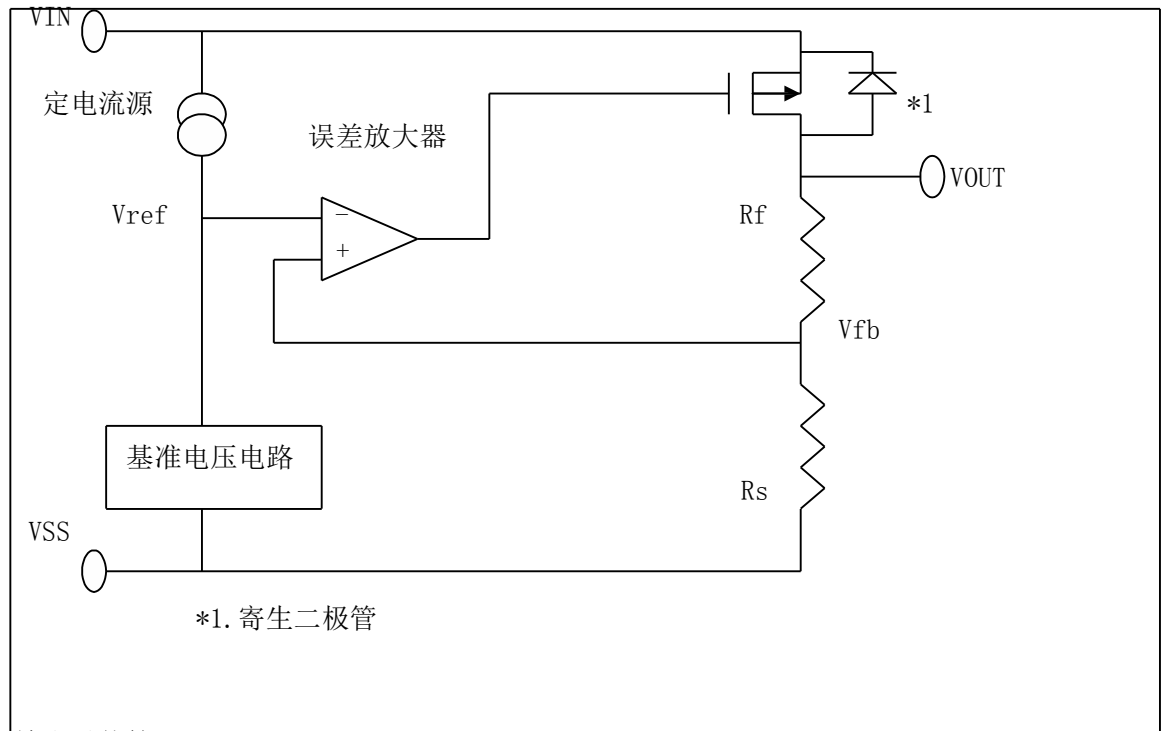 VIN
定电流源
*1
误差放大器
VOUT
Vref
Rf
−
+
Vfb
基准电压电路
Rs
VSS
*1.寄生二极管